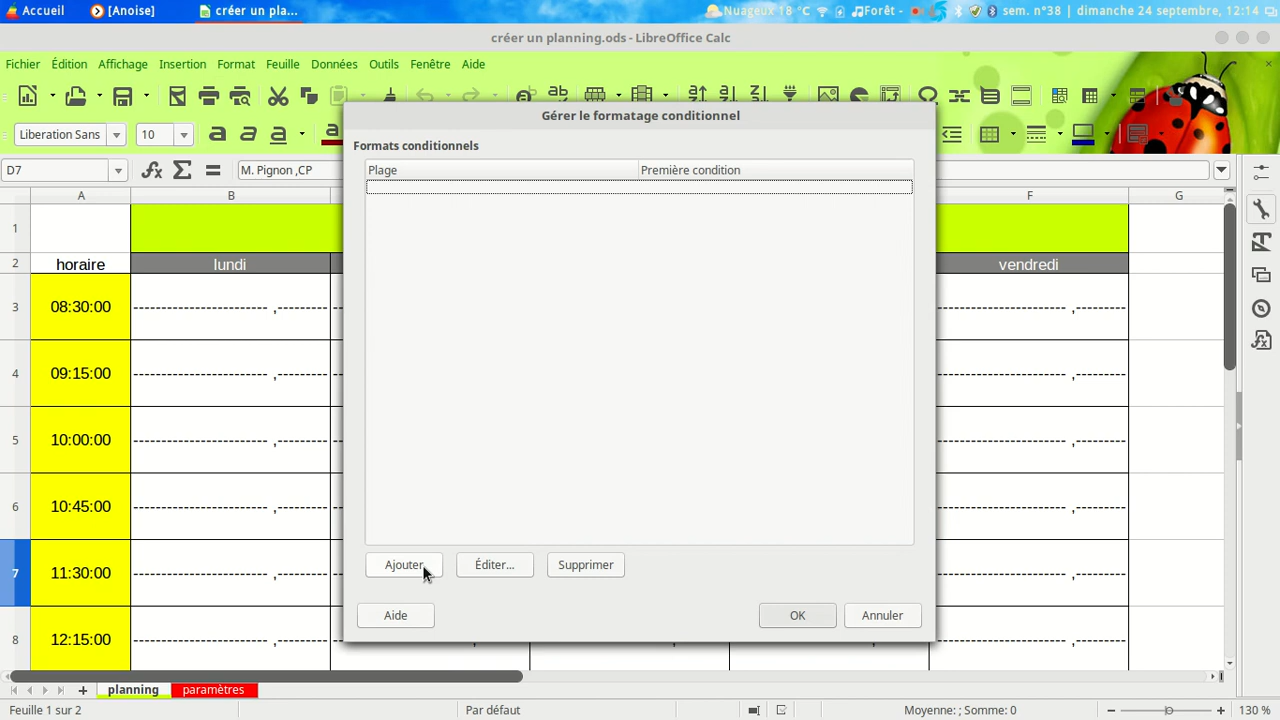 Accueil
[Anoise]
créer un pla...
Nuageux 18 °C
Forêt -
sem. n°38 | dimanche 24 septembre, 12:14
créer un planning.ods - LibreOffice Calc
Fichier Édition Affichage Insertion Format Feuille Données Outils Fenêtre Aide
Liberation Sans 10
D7 M. Pignon ,CP
A B F G
Gérer le formatage conditionnel
Formats conditionnels
Plage Première condition
1
2 horaire lundi vendredi
3 08:30:00 -------------------- ,-------- -------------------- ,--------
4 09:15:00 -------------------- ,-------- -------------------- ,--------
5 10:00:00 -------------------- ,-------- -------------------- ,--------
6 10:45:00 -------------------- ,-------- -------------------- ,--------
7 11:30:00 -------------------- ,-------- -------------------- ,--------
8 12:15:00 -------------------- ,-------- -------------------- ,--------
Ajouter Éditer... Supprimer
Aide OK Annuler
planning paramètres
Feuille 1 sur 2 Par défaut Moyenne: ; Somme: 0 130 %